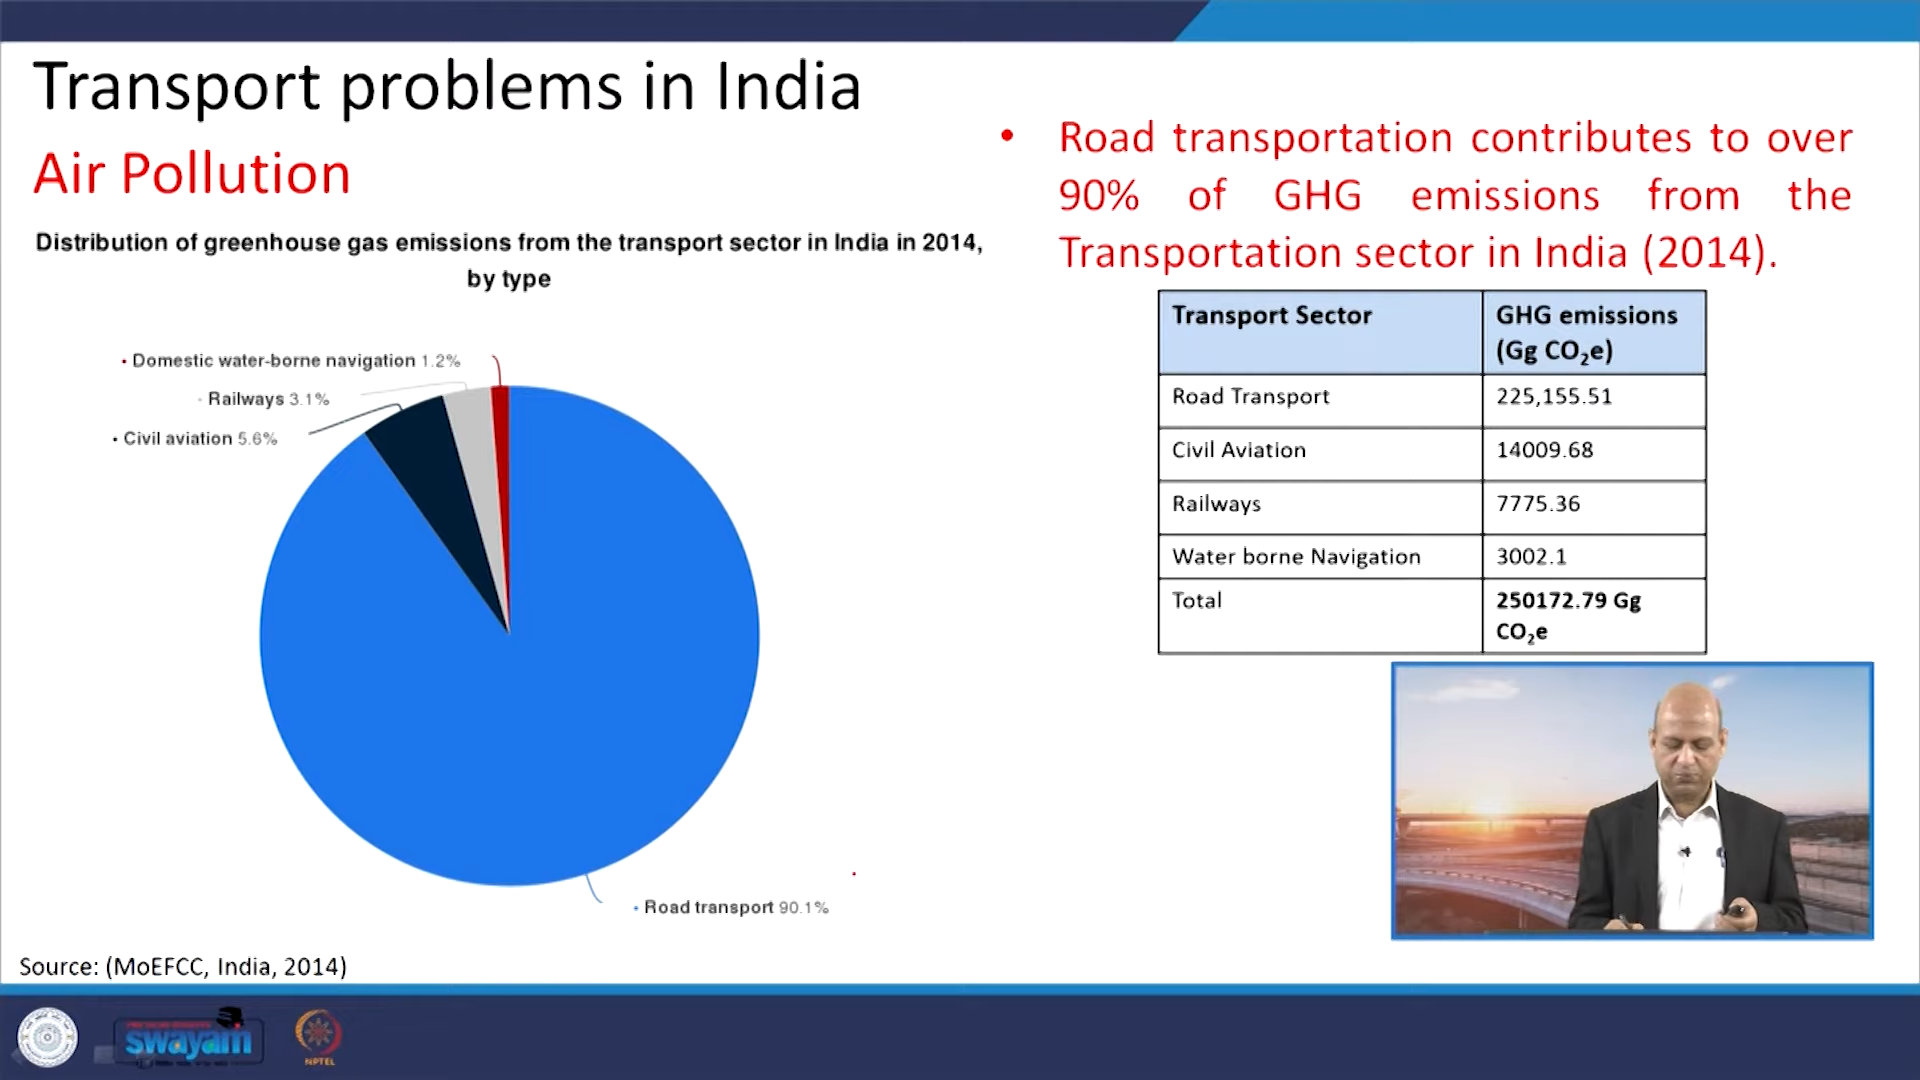 Transport problems in India
Air Pollution
Distribution of greenhouse gas emissions from the transport sector in India in 2014,
by type
• Domestic water-borne navigation 1.2%
• Railways 3.1%
• Civil aviation 5.6%
• Road transport 90.1%
Source: (MoEFCC, India, 2014)
• Road transportation contributes to over
90% of GHG emissions from the
Transportation sector in India (2014).
Transport Sector GHG emissions
(Gg CO₂e)
Road Transport 225,155.51
Civil Aviation 14009.68
Railways 7775.36
Water borne Navigation 3002.1
Total 250172.79 Gg
CO₂e
swayam
NPTEL